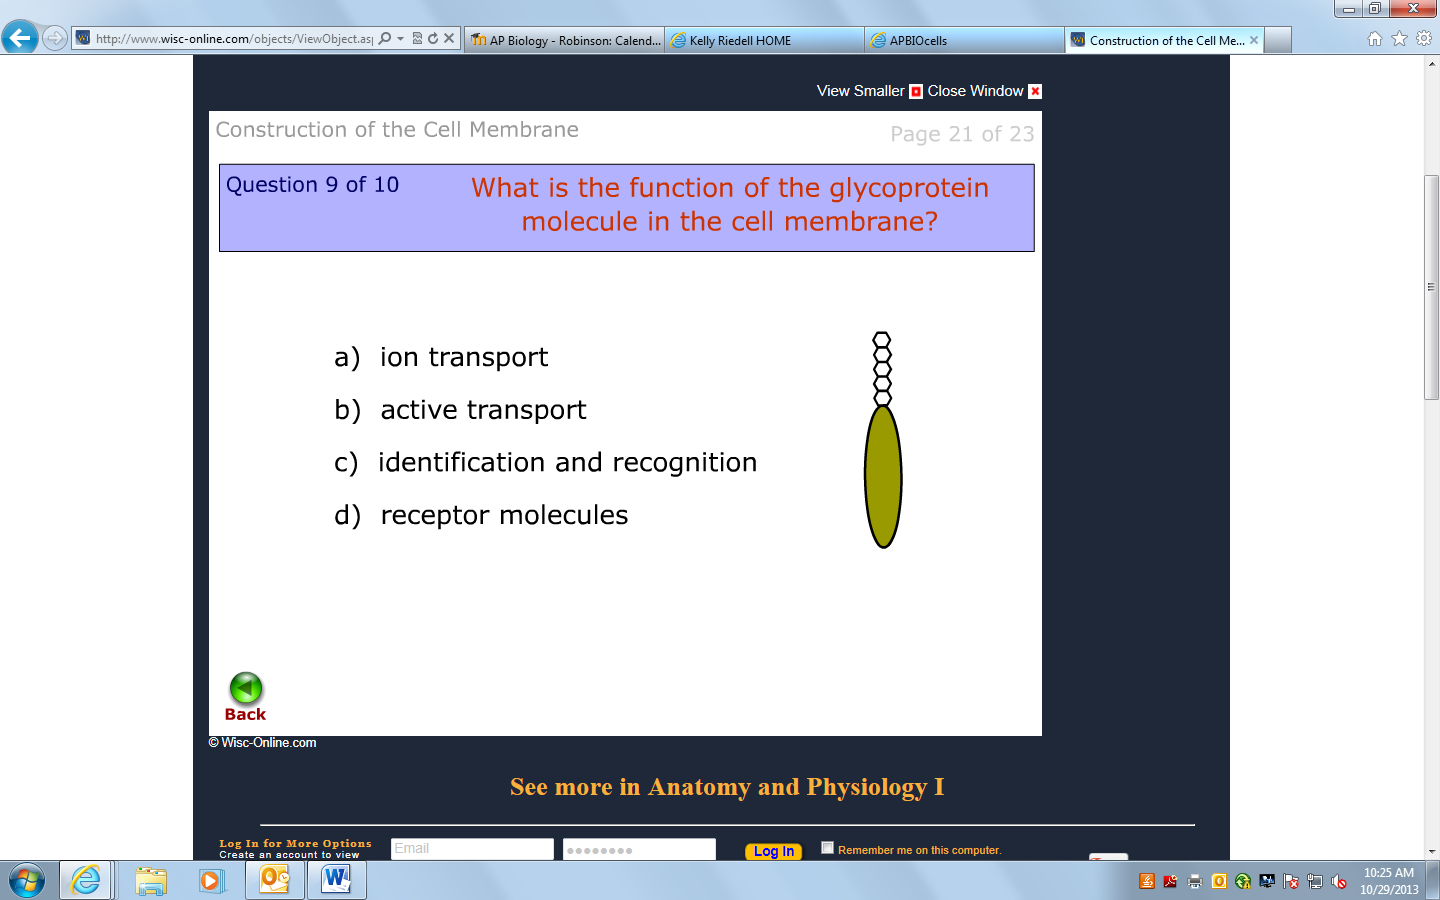 http://www.wisc-online.com/objects/ViewObject.as
AP Biology - Robinson: Calend...
Kelly Riedell HOME
APBIOcells
Construction of the Cell Me...
View Smaller Close Window
Construction of the Cell Membrane
Page 21 of 23
Question 9 of 10
What is the function of the glycoprotein
molecule in the cell membrane?
a) ion transport
b) active transport
c) identification and recognition
d) receptor molecules
Back
© Wisc-Online.com
See more in Anatomy and Physiology I
Log In for More Options
Create an account to view
Email
Log In
Remember me on this computer.
10:25 AM
10/29/2013